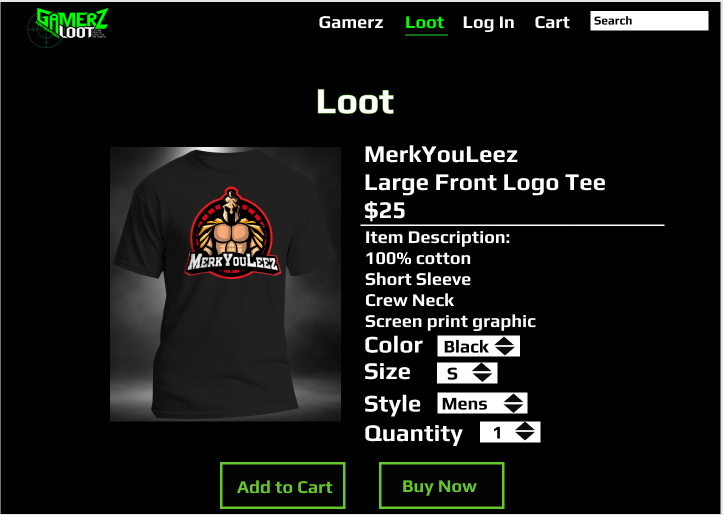 GAMERZ
LOOT
Gamerz Loot Log In Cart Search
Loot
MerkYouLeez
Large Front Logo Tee
$25
MERKYOULEEZ
Item Description:
100% cotton
Short Sleeve
Crew Neck
Screen print graphic
Color Black
Size S
Style Mens
Quantity 1
Add to Cart Buy Now